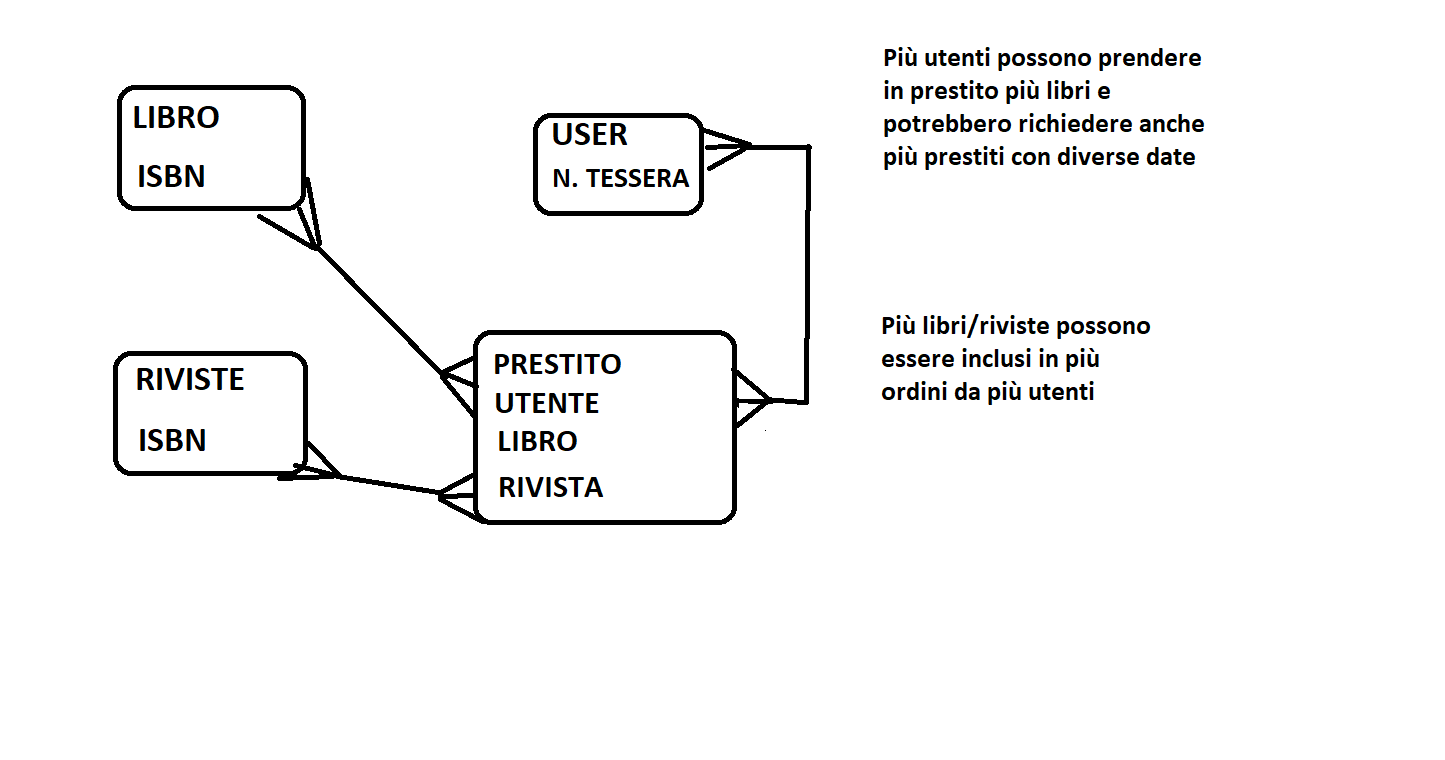 LIBRO
ISBN
USER
N. TESSERA
Più utenti possono prendere
in prestito più libri e
potrebbero richiedere anche
più prestiti con diverse date
RIVISTE
ISBN
PRESTITO
UTENTE
LIBRO
RIVISTA
Più libri/riviste possono
essere inclusi in più
ordini da più utenti